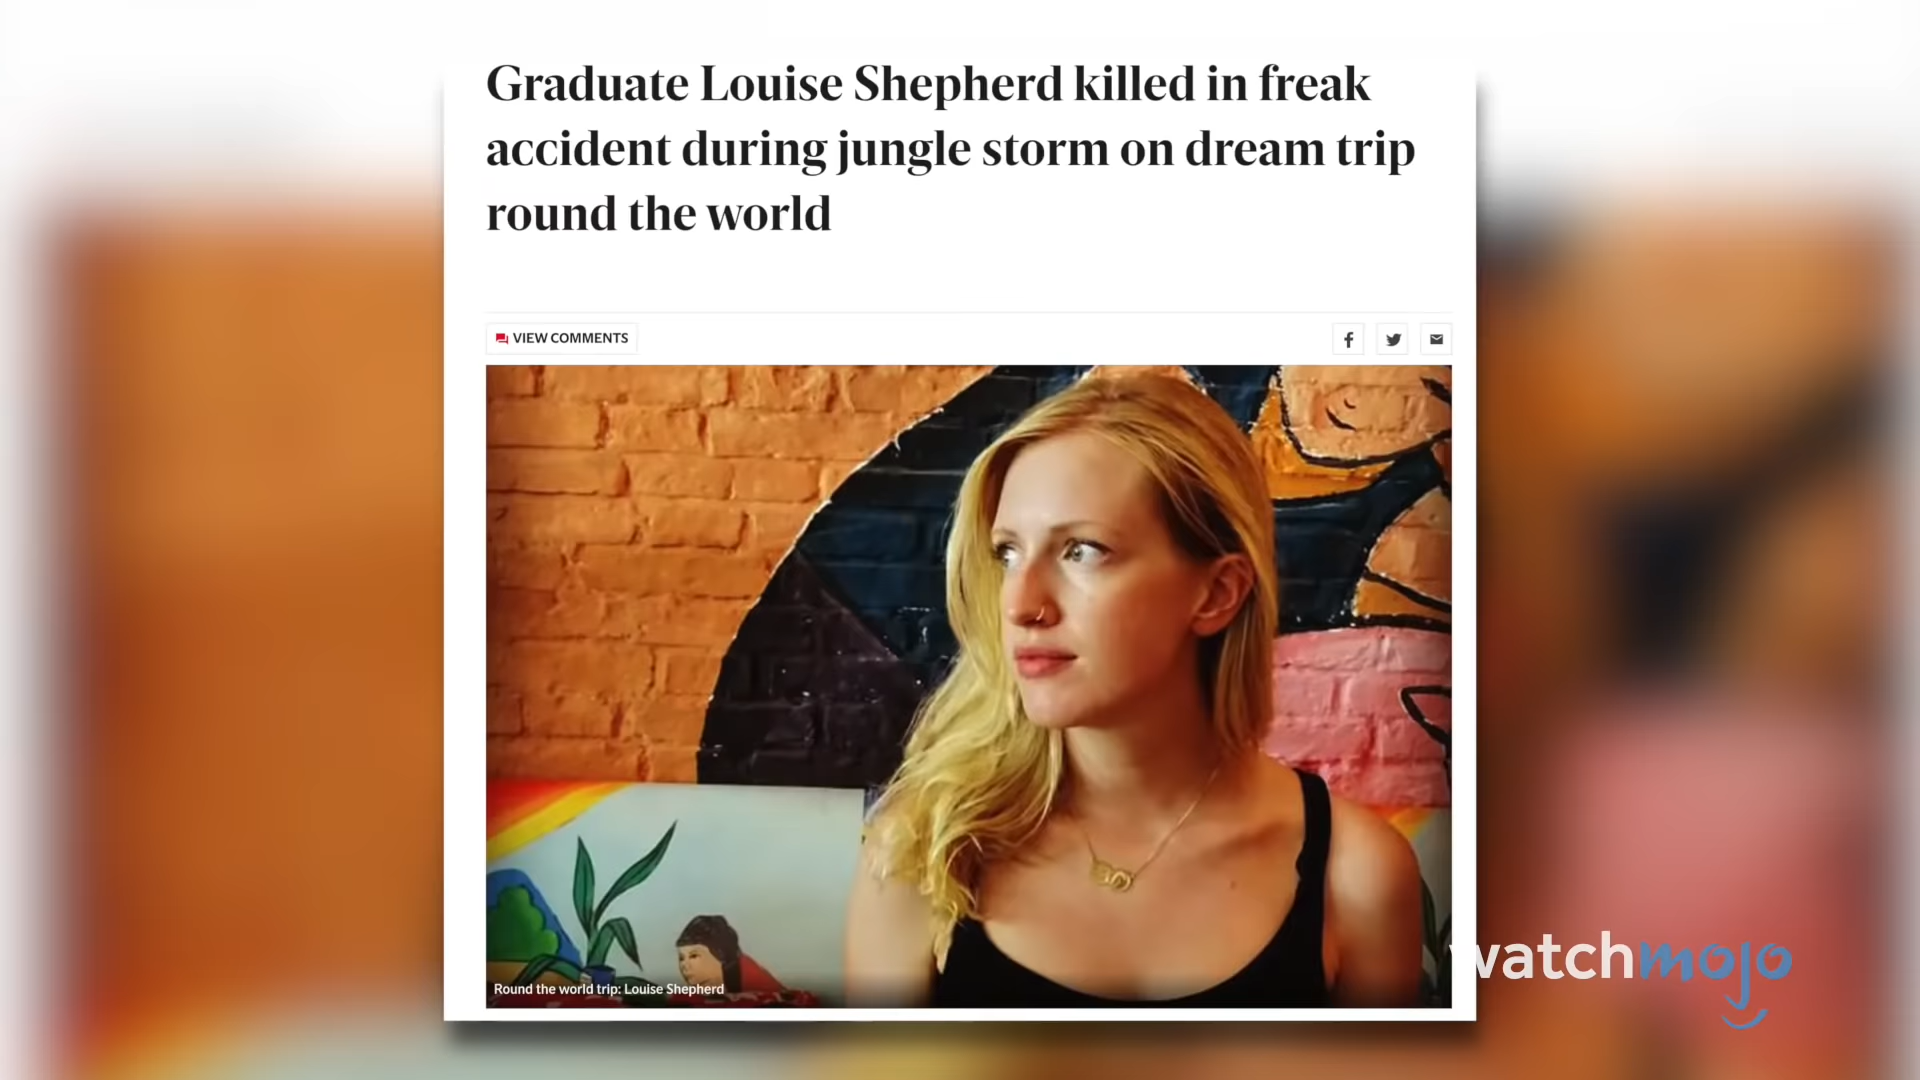 Graduate Louise Shepherd killed in freak
accident during jungle storm on dream trip
round the world
VIEW COMMENTS
Round the world trip: Louise Shepherd
watchmojo